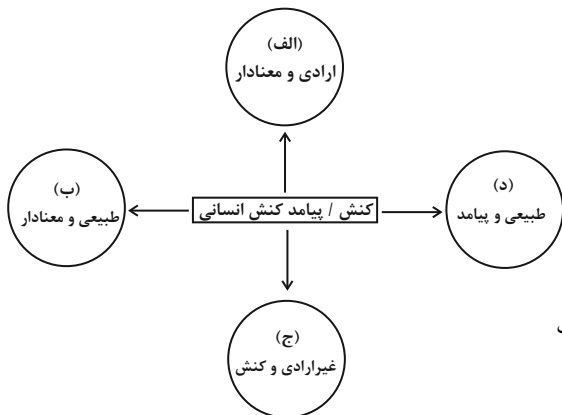 (الف)
ارادی و معنادار
(ب)
طبیعی و معنادار
کنش / پیامد کنش انسانی
(د)
طبیعی و پیامد
(ج)
غیرارادی و کنش